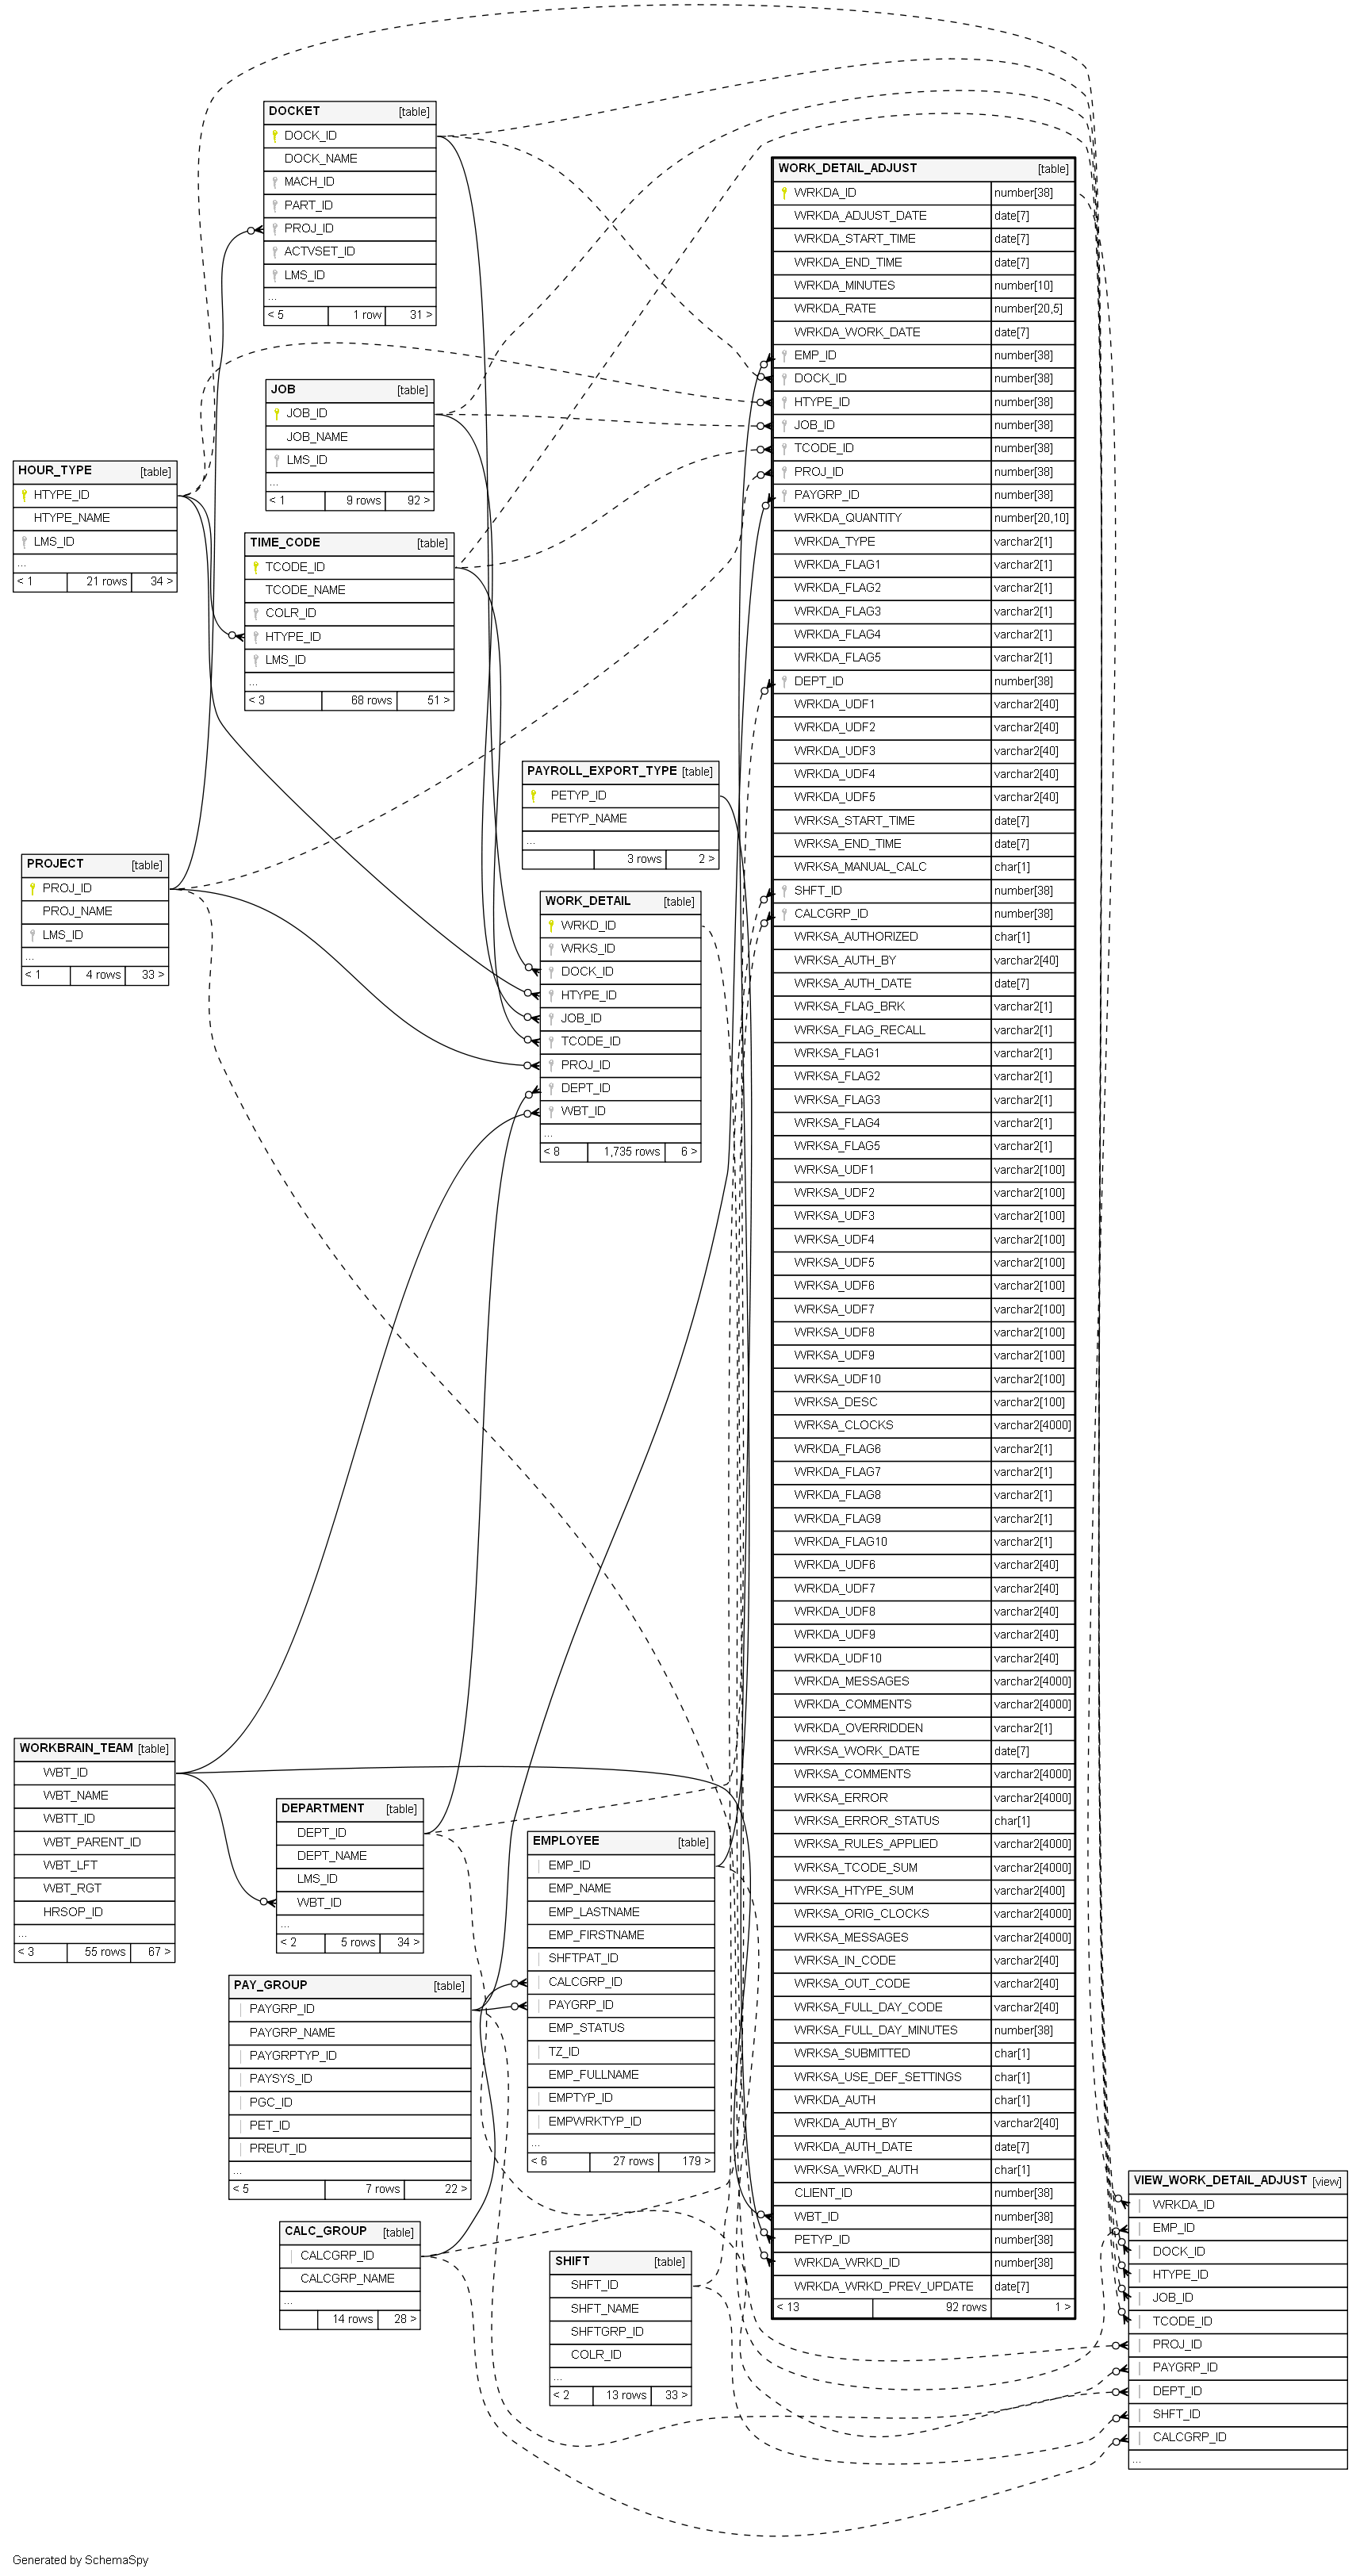 DOCKET [table]
DOCK_ID
DOCK_NAME
MACH_ID
PART_ID
PROJ_ID
ACTVSET_ID
LMS_ID
...
< 5 1 row 31 >
JOB [table]
JOB_ID
JOB_NAME
LMS_ID
...
< 1 9 rows 92 >
HOUR_TYPE [table]
HTYPE_ID
HTYPE_NAME
LMS_ID
...
< 1 21 rows 34 >
TIME_CODE [table]
TCODE_ID
TCODE_NAME
COLR_ID
HTYPE_ID
LMS_ID
...
< 3 68 rows 51 >
PAYROLL_EXPORT_TYPE [table]
PETYP_ID
PETYP_NAME
...
3 rows 2 >
PROJECT [table]
PROJ_ID
PROJ_NAME
LMS_ID
...
< 1 4 rows 33 >
WORK_DETAIL [table]
WRKD_ID
WRKS_ID
DOCK_ID
HTYPE_ID
JOB_ID
TCODE_ID
PROJ_ID
DEPT_ID
WBT_ID
...
< 8 1,735 rows 6 >
WORKBRAIN_TEAM [table]
WBT_ID
WBT_NAME
WBTT_ID
WBT_PARENT_ID
WBT_LFT
WBT_RGT
HRSOP_ID
...
< 3 55 rows 67 >
DEPARTMENT [table]
DEPT_ID
DEPT_NAME
LMS_ID
WBT_ID
...
< 2 5 rows 34 >
EMPLOYEE [table]
EMP_ID
EMP_NAME
EMP_LASTNAME
EMP_FIRSTNAME
SHFTPAT_ID
CALCGRP_ID
PAYGRP_ID
EMP_STATUS
TZ_ID
EMP_FULLNAME
EMPTYP_ID
EMPWRKTYP_ID
...
< 6 27 rows 179 >
PAY_GROUP [table]
PAYGRP_ID
PAYGRP_NAME
PAYGRPTYP_ID
PAYSYS_ID
PGC_ID
PET_ID
PREUT_ID
...
< 5 7 rows 22 >
CALC_GROUP [table]
CALCGRP_ID
CALCGRP_NAME
...
14 rows 28 >
SHIFT [table]
SHFT_ID
SHFT_NAME
SHFTGRP_ID
COLR_ID
...
< 2 13 rows 33 >
WORK_DETAIL_ADJUST [table]
WRKDA_ID number[38]
WRKDA_ADJUST_DATE date[7]
WRKDA_START_TIME date[7]
WRKDA_END_TIME date[7]
WRKDA_MINUTES number[10]
WRKDA_RATE number[20,5]
WRKDA_WORK_DATE date[7]
EMP_ID number[38]
DOCK_ID number[38]
HTYPE_ID number[38]
JOB_ID number[38]
TCODE_ID number[38]
PROJ_ID number[38]
PAYGRP_ID number[38]
WRKDA_QUANTITY number[20,10]
WRKDA_TYPE varchar2[1]
WRKDA_FLAG1 varchar2[1]
WRKDA_FLAG2 varchar2[1]
WRKDA_FLAG3 varchar2[1]
WRKDA_FLAG4 varchar2[1]
WRKDA_FLAG5 varchar2[1]
DEPT_ID number[38]
WRKDA_UDF1 varchar2[40]
WRKDA_UDF2 varchar2[40]
WRKDA_UDF3 varchar2[40]
WRKDA_UDF4 varchar2[40]
WRKDA_UDF5 varchar2[40]
WRKSA_START_TIME date[7]
WRKSA_END_TIME date[7]
WRKSA_MANUAL_CALC char[1]
SHFT_ID number[38]
CALCGRP_ID number[38]
WRKSA_AUTHORIZED char[1]
WRKSA_AUTH_BY varchar2[40]
WRKSA_AUTH_DATE date[7]
WRKSA_FLAG_BRK varchar2[1]
WRKSA_FLAG_RECALL varchar2[1]
WRKSA_FLAG1 varchar2[1]
WRKSA_FLAG2 varchar2[1]
WRKSA_FLAG3 varchar2[1]
WRKSA_FLAG4 varchar2[1]
WRKSA_FLAG5 varchar2[1]
WRKSA_UDF1 varchar2[100]
WRKSA_UDF2 varchar2[100]
WRKSA_UDF3 varchar2[100]
WRKSA_UDF4 varchar2[100]
WRKSA_UDF5 varchar2[100]
WRKSA_UDF6 varchar2[100]
WRKSA_UDF7 varchar2[100]
WRKSA_UDF8 varchar2[100]
WRKSA_UDF9 varchar2[100]
WRKSA_UDF10 varchar2[100]
WRKSA_DESC varchar2[100]
WRKSA_CLOCKS varchar2[4000]
WRKDA_FLAG6 varchar2[1]
WRKDA_FLAG7 varchar2[1]
WRKDA_FLAG8 varchar2[1]
WRKDA_FLAG9 varchar2[1]
WRKDA_FLAG10 varchar2[1]
WRKDA_UDF6 varchar2[40]
WRKDA_UDF7 varchar2[40]
WRKDA_UDF8 varchar2[40]
WRKDA_UDF9 varchar2[40]
WRKDA_UDF10 varchar2[40]
WRKDA_MESSAGES varchar2[4000]
WRKDA_COMMENTS varchar2[4000]
WRKDA_OVERRIDDEN varchar2[1]
WRKSA_WORK_DATE date[7]
WRKSA_COMMENTS varchar2[4000]
WRKSA_ERROR varchar2[4000]
WRKSA_ERROR_STATUS char[1]
WRKSA_RULES_APPLIED varchar2[4000]
WRKSA_TCODE_SUM varchar2[4000]
WRKSA_HTYPE_SUM varchar2[400]
WRKSA_ORIG_CLOCKS varchar2[4000]
WRKSA_MESSAGES varchar2[4000]
WRKSA_IN_CODE varchar2[40]
WRKSA_OUT_CODE varchar2[40]
WRKSA_FULL_DAY_CODE varchar2[40]
WRKSA_FULL_DAY_MINUTES number[38]
WRKSA_SUBMITTED char[1]
WRKSA_USE_DEF_SETTINGS char[1]
WRKDA_AUTH char[1]
WRKDA_AUTH_BY varchar2[40]
WRKDA_AUTH_DATE date[7]
WRKSA_WRKD_AUTH char[1]
CLIENT_ID number[38]
WBT_ID number[38]
PETYP_ID number[38]
WRKDA_WRKD_ID number[38]
WRKDA_WRKD_PREV_UPDATE date[7]
< 13 92 rows 1 >
VIEW_WORK_DETAIL_ADJUST [view]
WRKDA_ID
EMP_ID
DOCK_ID
HTYPE_ID
JOB_ID
TCODE_ID
PROJ_ID
PAYGRP_ID
DEPT_ID
SHFT_ID
CALCGRP_ID
...
Generated by SchemaSpy